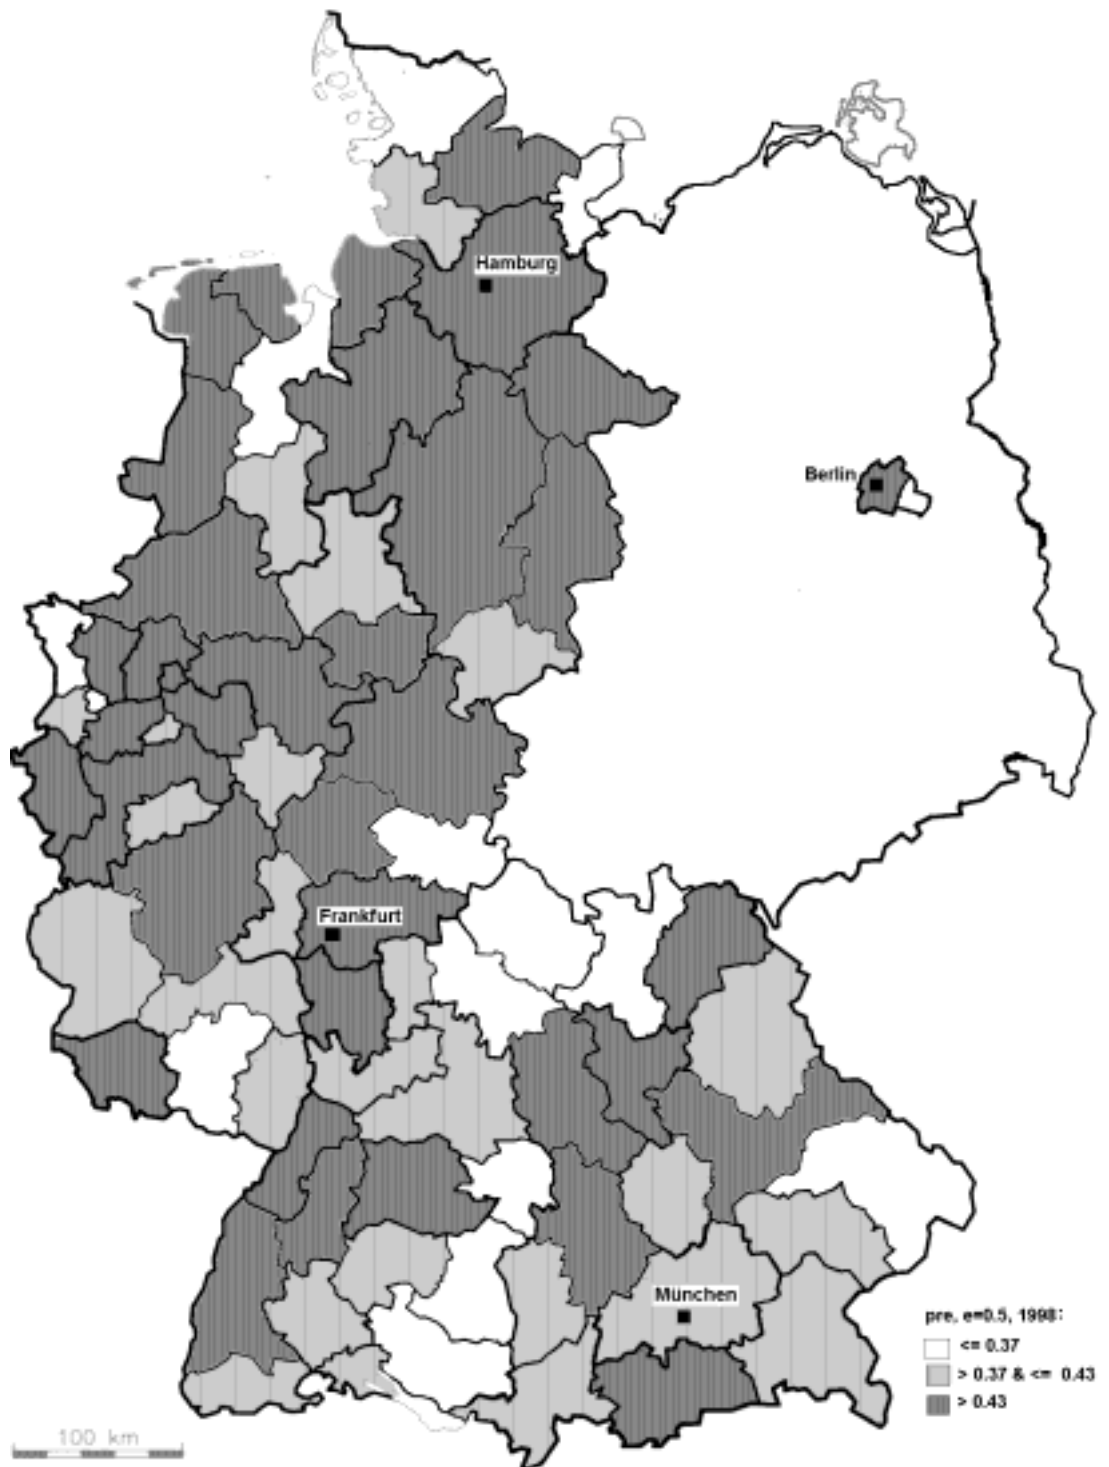 Hamburg
Berlin
Frankfurt
München
pre, e=0.5, 1998:
<= 0.37
> 0.37 & <= 0.43
> 0.43
100 km